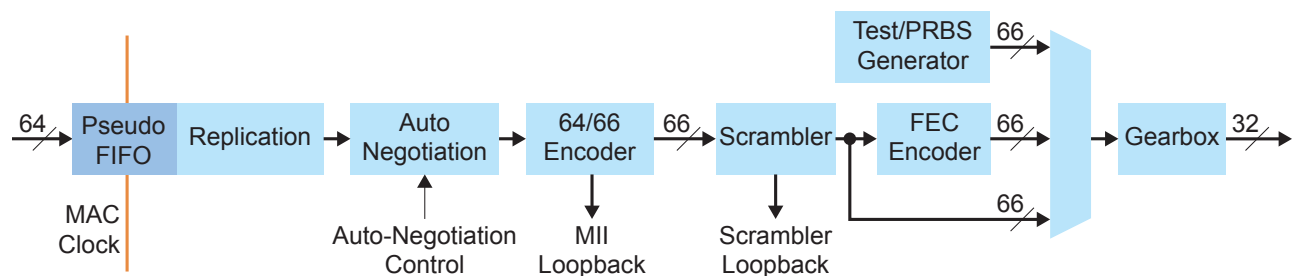 Test/PRBS
Generator
66
64
Pseudo
FIFO
Replication
Auto
Negotiation
64/66
Encoder
66
Scrambler
FEC
Encoder
66
Gearbox
32
66
MAC
Clock
Auto-Negotiation
Control
MII
Loopback
Scrambler
Loopback